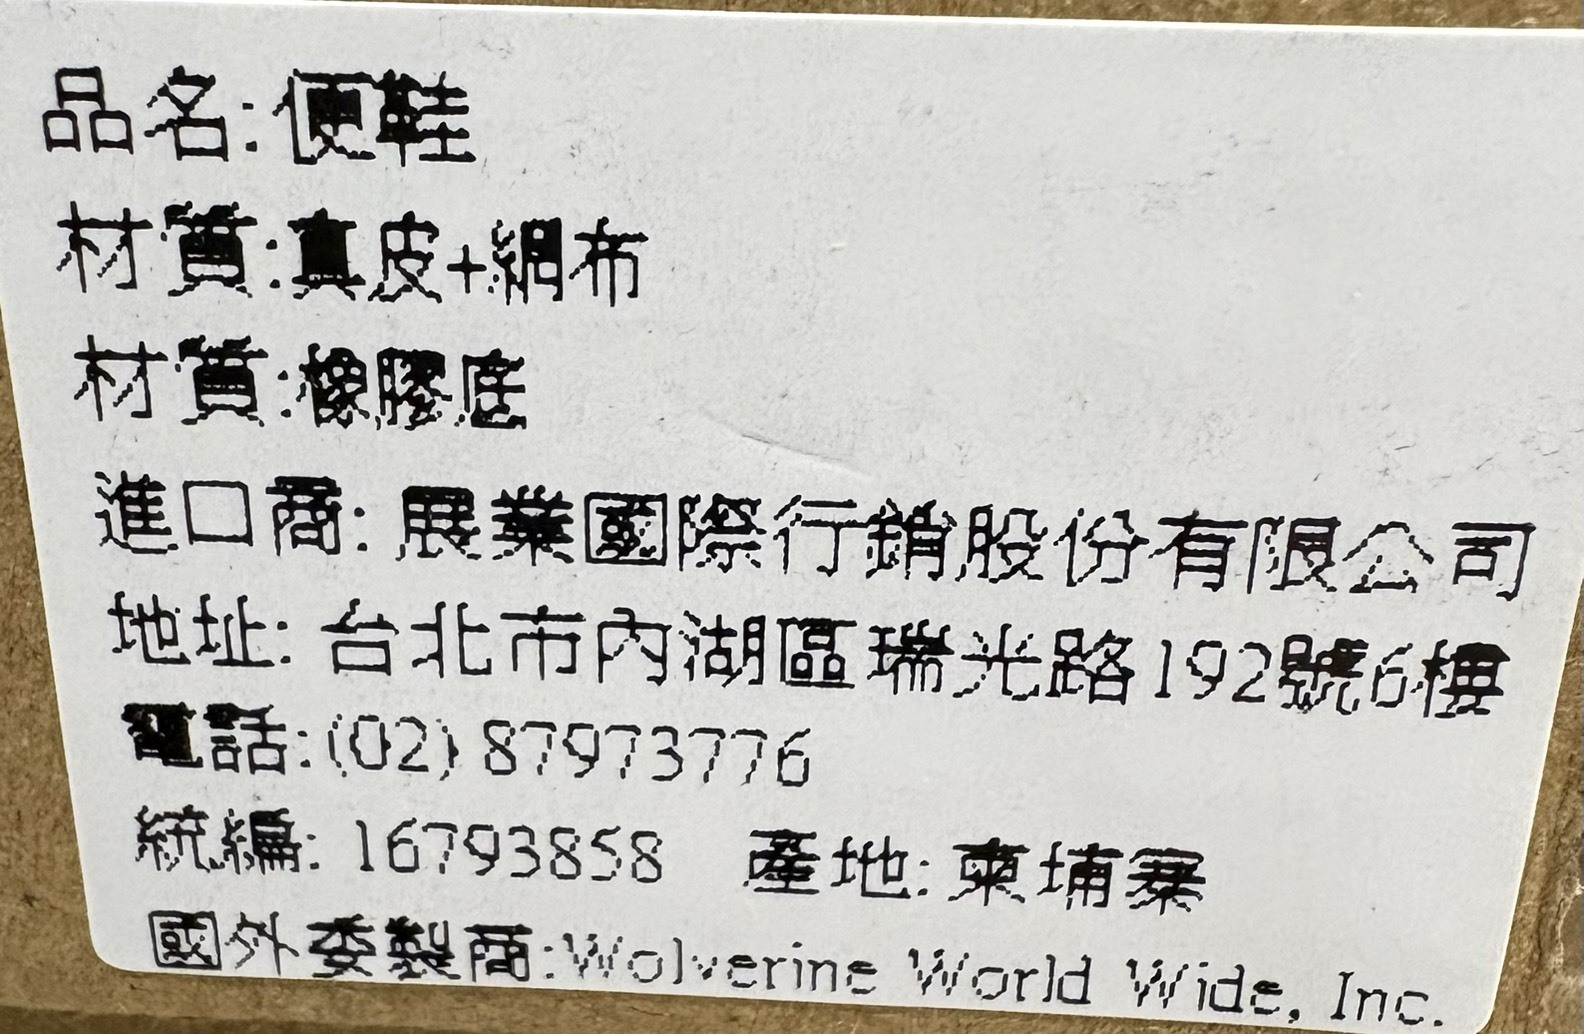 品名:便鞋
材質:真皮+網布
材質:橡膠底
進口商: 展業國際行銷股份有限公司
地址: 台北市內湖區瑞光路192號6樓
電話:(02) 87973776
統編: 16793858 產地: 柬埔寨
國外委製商:Wolverine World Wide, Inc.